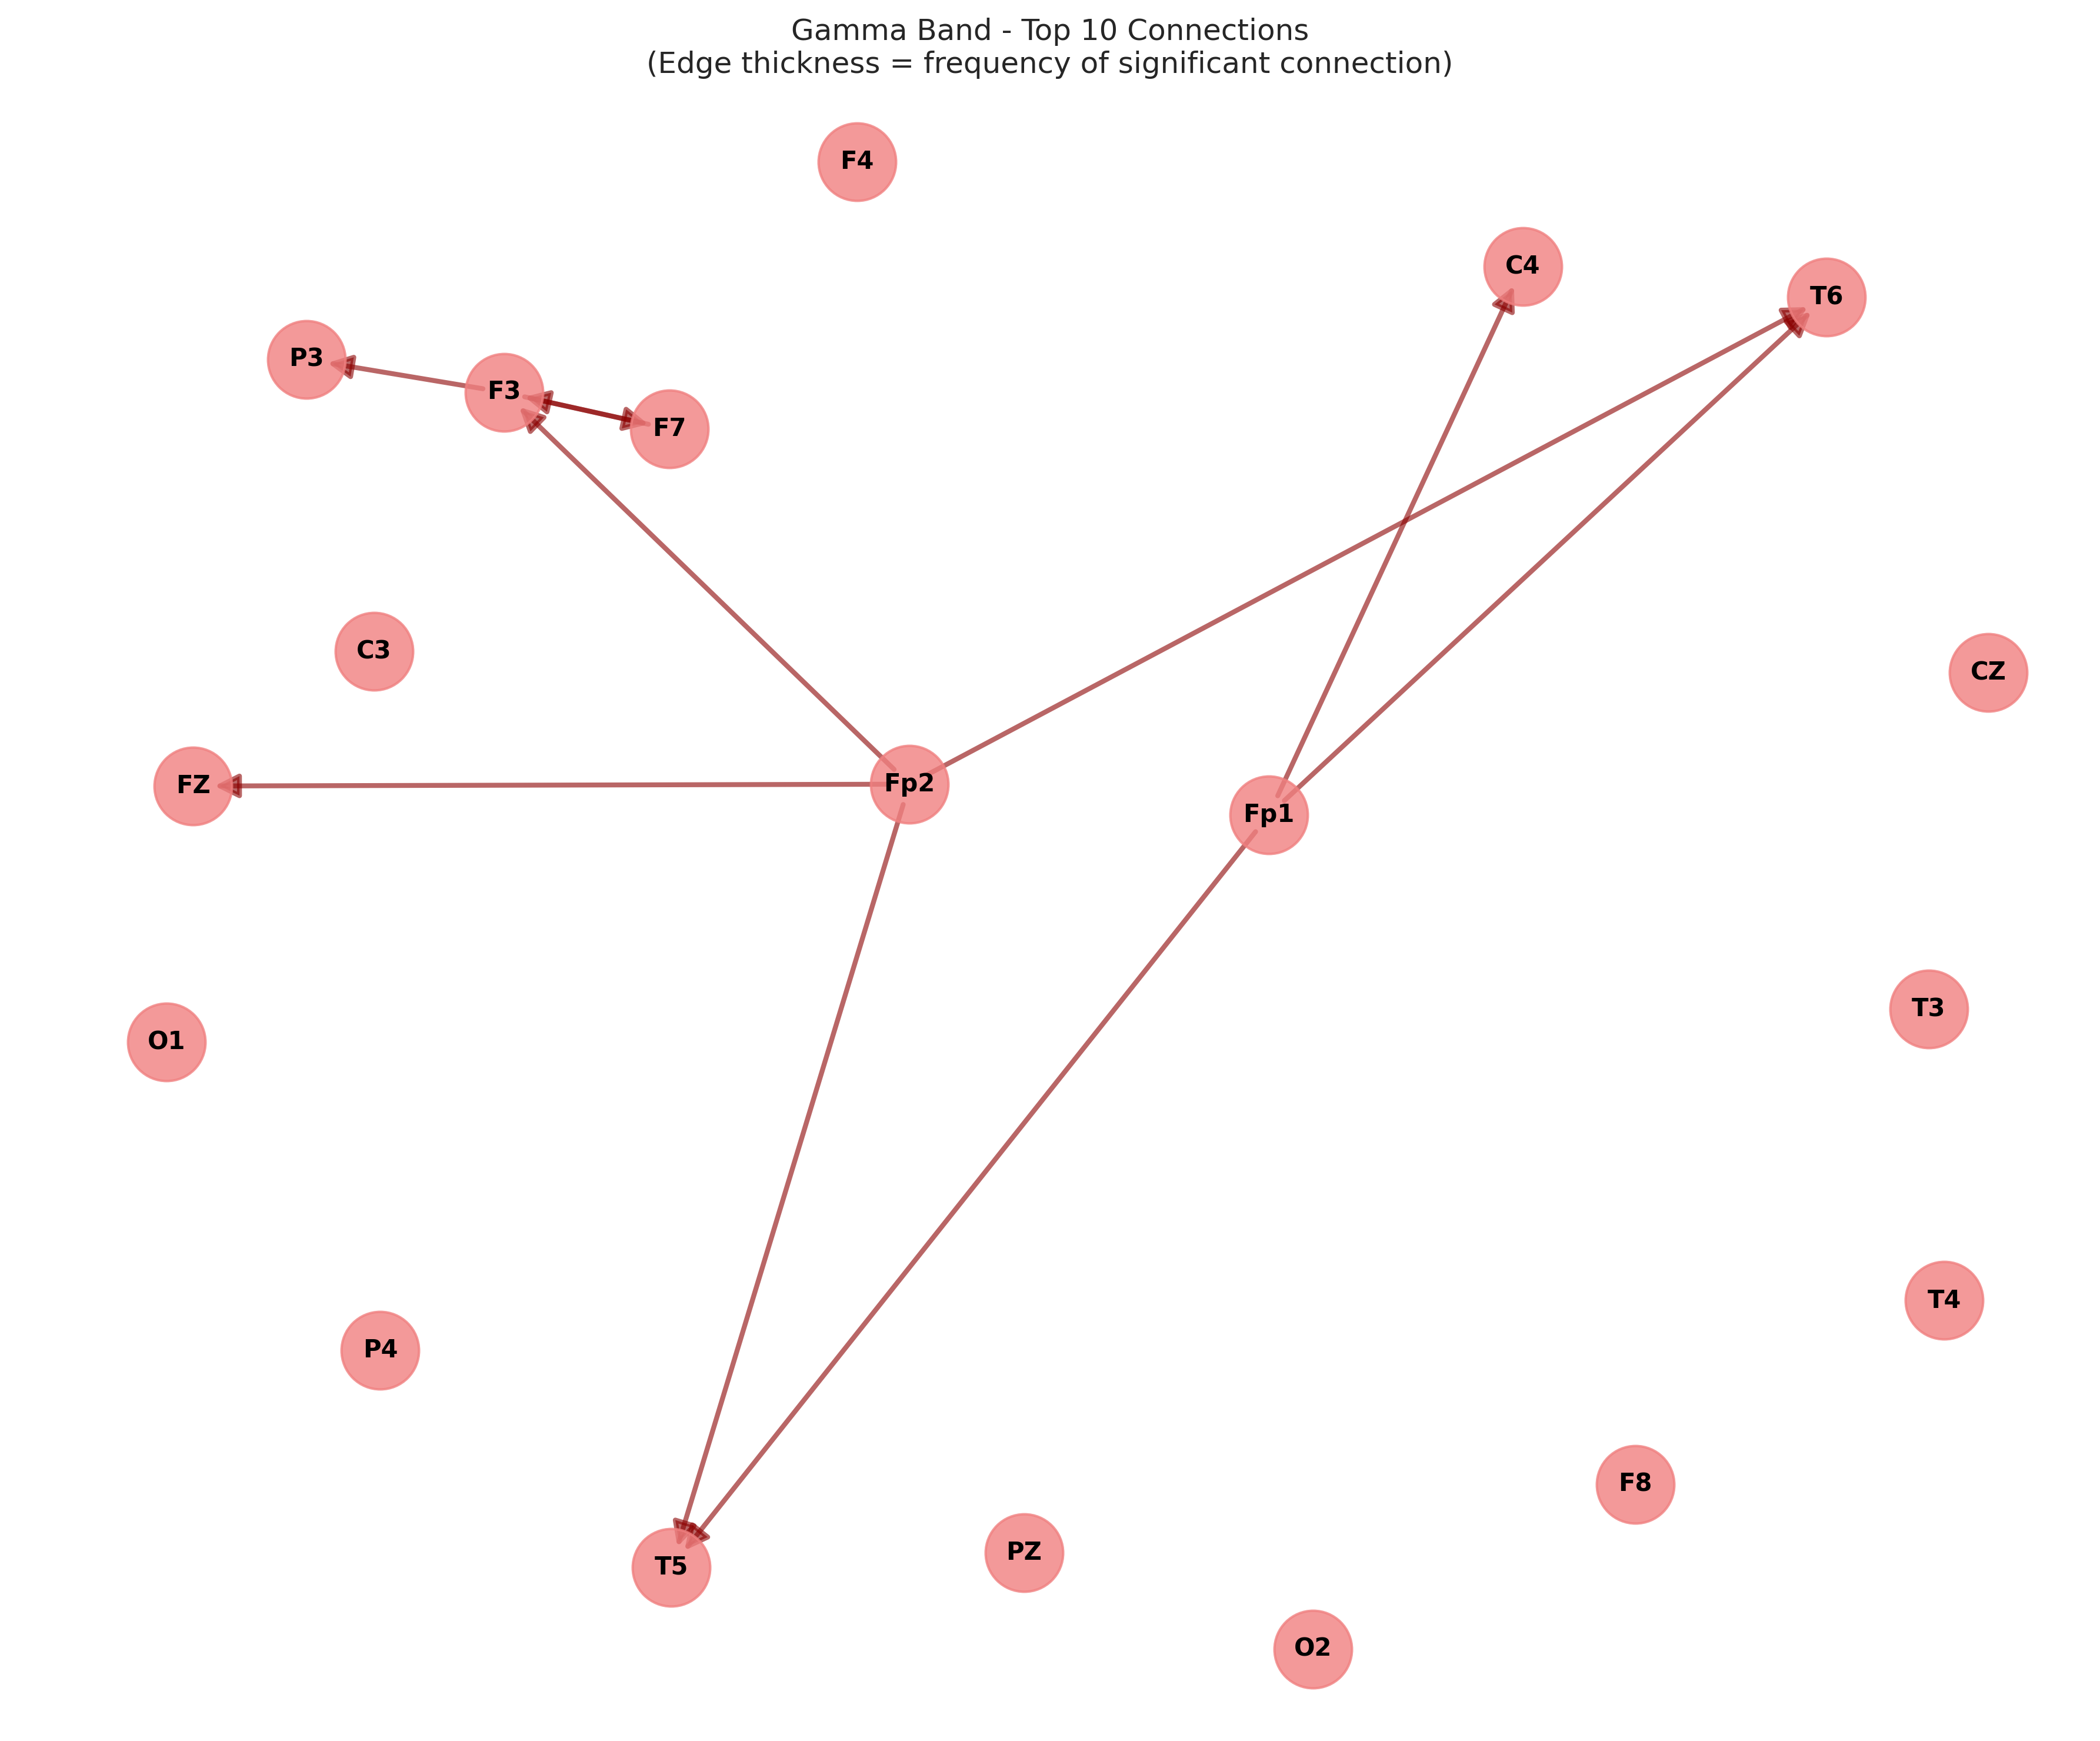 Gamma Band - Top 10 Connections
(Edge thickness = frequency of significant connection)
F4
C4
T6
P3
F3
F7
C3
CZ
FZ
Fp2
Fp1
T3
O1
T4
P4
F8
PZ
T5
O2